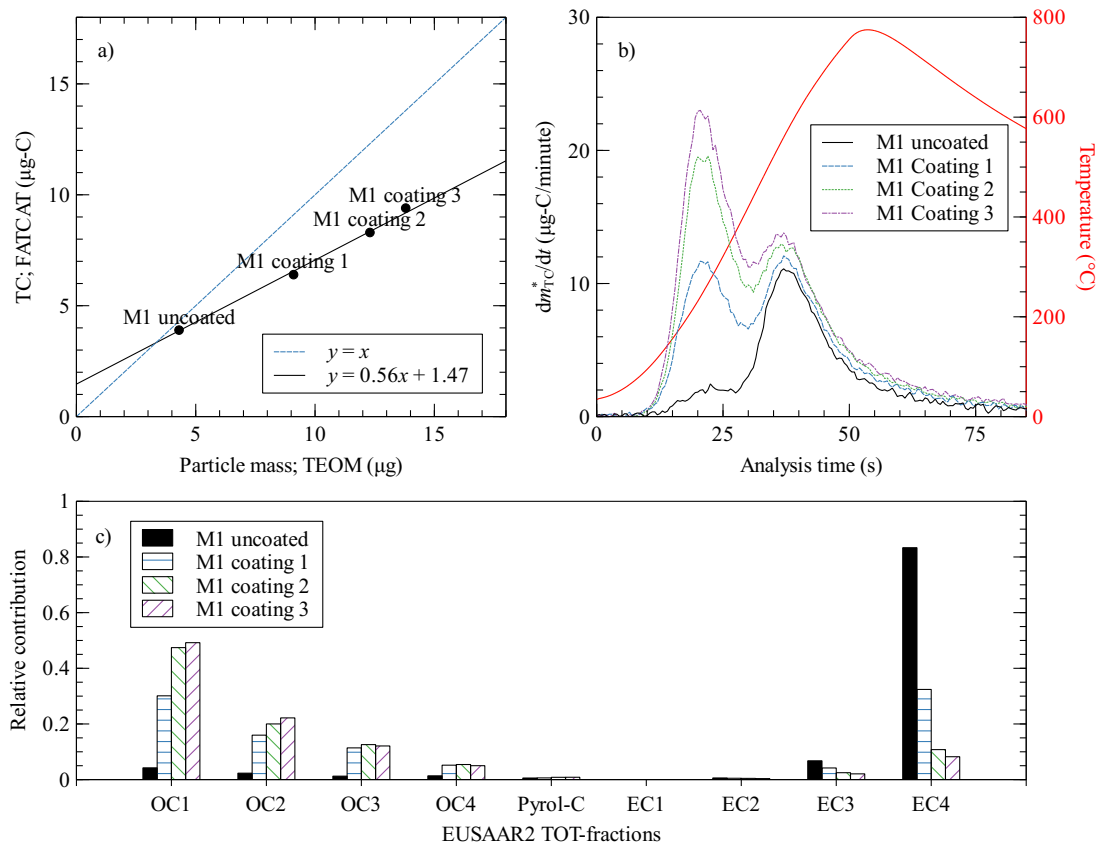 a)
TC; FATCAT (μg-C)
15
10
5
0
M1 coating 3
M1 coating 2
M1 coating 1
M1 uncoated
y = x
y = 0.56x + 1.47
0
5
10
15
Particle mass; TEOM (μg)
b)
dm*TC/dt (μg-C/minute)
30
20
10
0
M1 uncoated
M1 Coating 1
M1 Coating 2
M1 Coating 3
800
600
400
200
0
Temperature (°C)
0
25
50
75
Analysis time (s)
c)
Relative contribution
1
0.8
0.6
0.4
0.2
0
M1 uncoated
M1 coating 1
M1 coating 2
M1 coating 3
OC1 OC2 OC3 OC4 Pyrol-C EC1 EC2 EC3 EC4
EUSAAR2 TOT-fractions